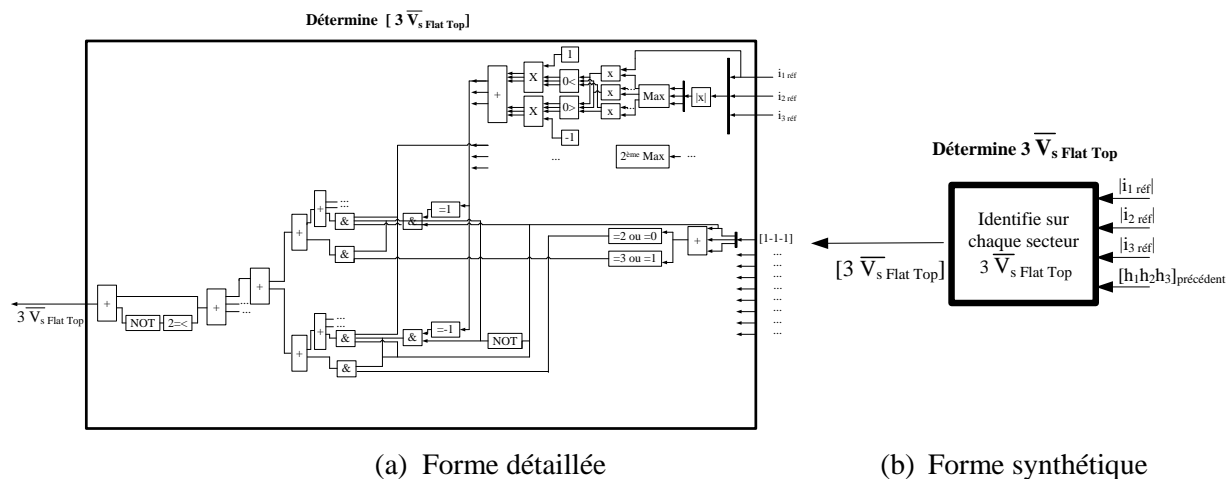 Détermine [ 3 V̅s Flat Top]
1
X
0<
x
x
x
Max
|x|
i1 réf
i2 réf
i3 réf
+
X
0>
-1
...
...
...
2ème Max
...
=1
&
&
+
...
...
+
&
=2 ou =0
=3 ou =1
+
[1-1-1]
...
...
...
...
...
...
...
+
3 V̅s Flat Top
NOT
2=<
+
...
...
+
+
...
...
+
&
&
&
=-1
NOT
(a) Forme détaillée
Détermine 3 V̅s Flat Top
Identifie sur
chaque secteur
3 V̅s Flat Top
|i1 réf|
|i2 réf|
|i3 réf|
[h1h2h3]précédent
[3 V̅s Flat Top]
(b) Forme synthétique